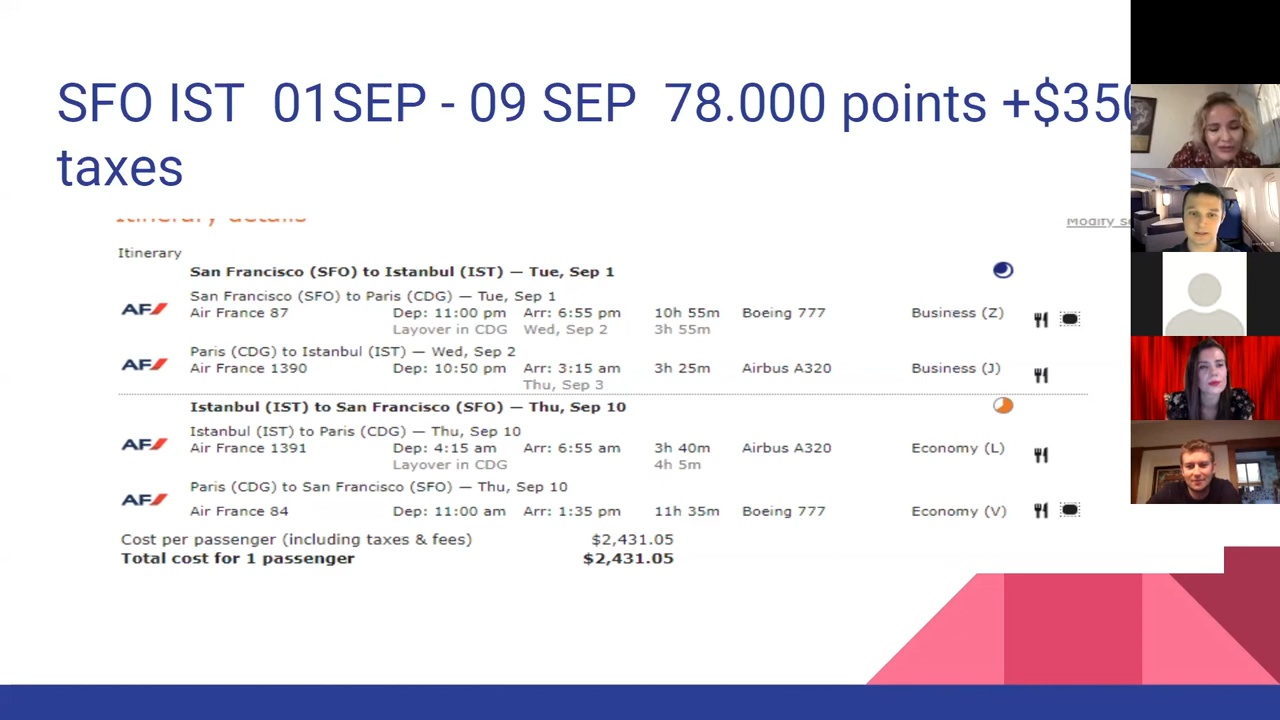 SFO IST 01SEP - 09 SEP 78.000 points +$350
taxes
Itinerary details
Itinerary
San Francisco (SFO) to Istanbul (IST) — Tue, Sep 1
San Francisco (SFO) to Paris (CDG) — Tue, Sep 1
AF Air France 87 Dep: 11:00 pm Arr: 6:55 pm 10h 55m Boeing 777 Business (Z)
Layover in CDG Wed, Sep 2 3h 55m
Paris (CDG) to Istanbul (IST) — Wed, Sep 2
AF Air France 1390 Dep: 10:50 pm Arr: 3:15 am 3h 25m Airbus A320 Business (J)
Thu, Sep 3
Istanbul (IST) to San Francisco (SFO) — Thu, Sep 10
Istanbul (IST) to Paris (CDG) — Thu, Sep 10
AF Air France 1391 Dep: 4:15 am Arr: 6:55 am 3h 40m Airbus A320 Economy (L)
Layover in CDG 4h 5m
Paris (CDG) to San Francisco (SFO) — Thu, Sep 10
AF Air France 84 Dep: 11:00 am Arr: 1:35 pm 11h 35m Boeing 777 Economy (V)
Cost per passenger (including taxes & fees) $2,431.05
Total cost for 1 passenger $2,431.05